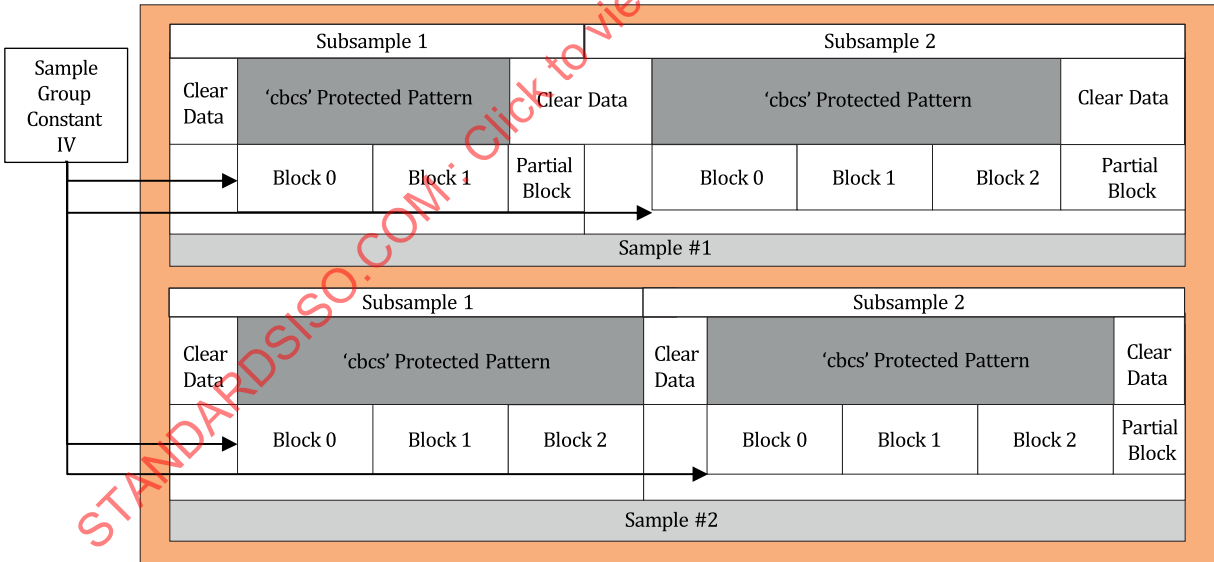 Sample
Group
Constant
IV
Subsample 1
Subsample 2
Clear
Data
‘cbcs’ Protected Pattern
Clear Data
‘cbcs’ Protected Pattern
Clear Data
Block 0
Block 1
Partial
Block
Block 0
Block 1
Block 2
Partial
Block
Sample #1
Subsample 1
Subsample 2
Clear
Data
‘cbcs’ Protected Pattern
Clear
Data
‘cbcs’ Protected Pattern
Clear
Data
Block 0
Block 1
Block 2
Block 0
Block 1
Block 2
Partial
Block
Sample #2
STANDARDSISO.COM : Click to vie